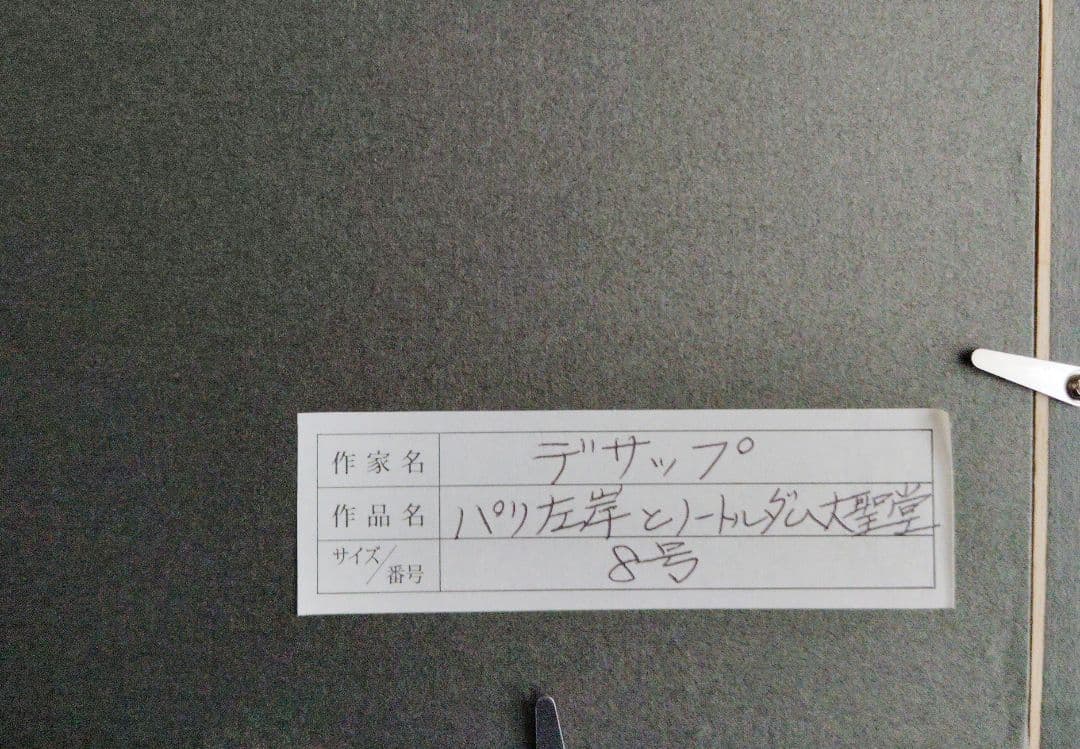 作家名 デサップ
作品名 パリ左岸とノートルダム大聖堂
サイズ/番号 8号